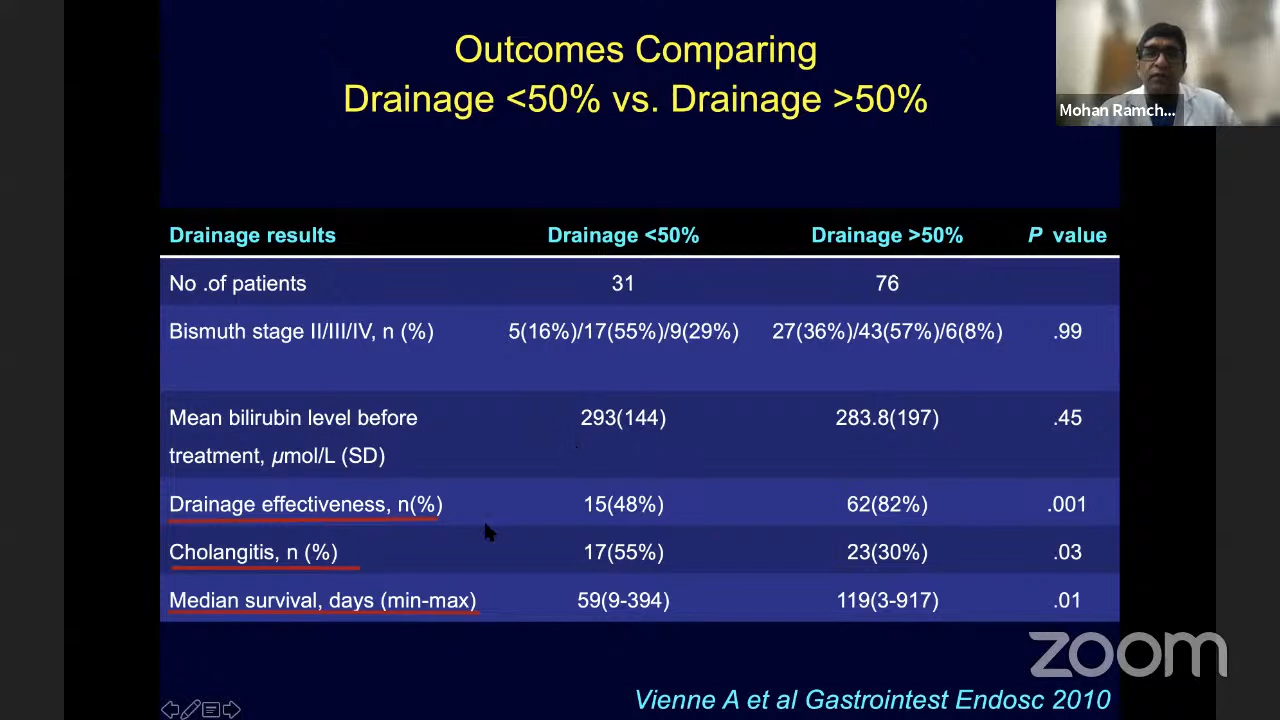 Outcomes Comparing
Drainage <50% vs. Drainage >50%
Mohan Ramch...
Drainage results Drainage <50% Drainage >50% P value
No .of patients 31 76
Bismuth stage II/III/IV, n (%) 5(16%)/17(55%)/9(29%) 27(36%)/43(57%)/6(8%) .99
Mean bilirubin level before 293(144) 283.8(197) .45
treatment, µmol/L (SD)
Drainage effectiveness, n(%) 15(48%) 62(82%) .001
Cholangitis, n (%) 17(55%) 23(30%) .03
Median survival, days (min-max) 59(9-394) 119(3-917) .01
zoom
Vienne A et al Gastrointest Endosc 2010